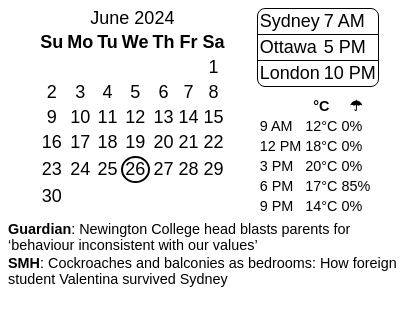 June 2024
Su Mo Tu We Th Fr Sa
1
2 3 4 5 6 7 8
9 10 11 12 13 14 15
16 17 18 19 20 21 22
23 24 25 26 27 28 29
30
Sydney 7 AM
Ottawa 5 PM
London 10 PM
°C ☂
9 AM 12°C 0%
12 PM 18°C 0%
3 PM 20°C 0%
6 PM 17°C 85%
9 PM 14°C 0%
Guardian: Newington College head blasts parents for
‘behaviour inconsistent with our values’
SMH: Cockroaches and balconies as bedrooms: How foreign
student Valentina survived Sydney